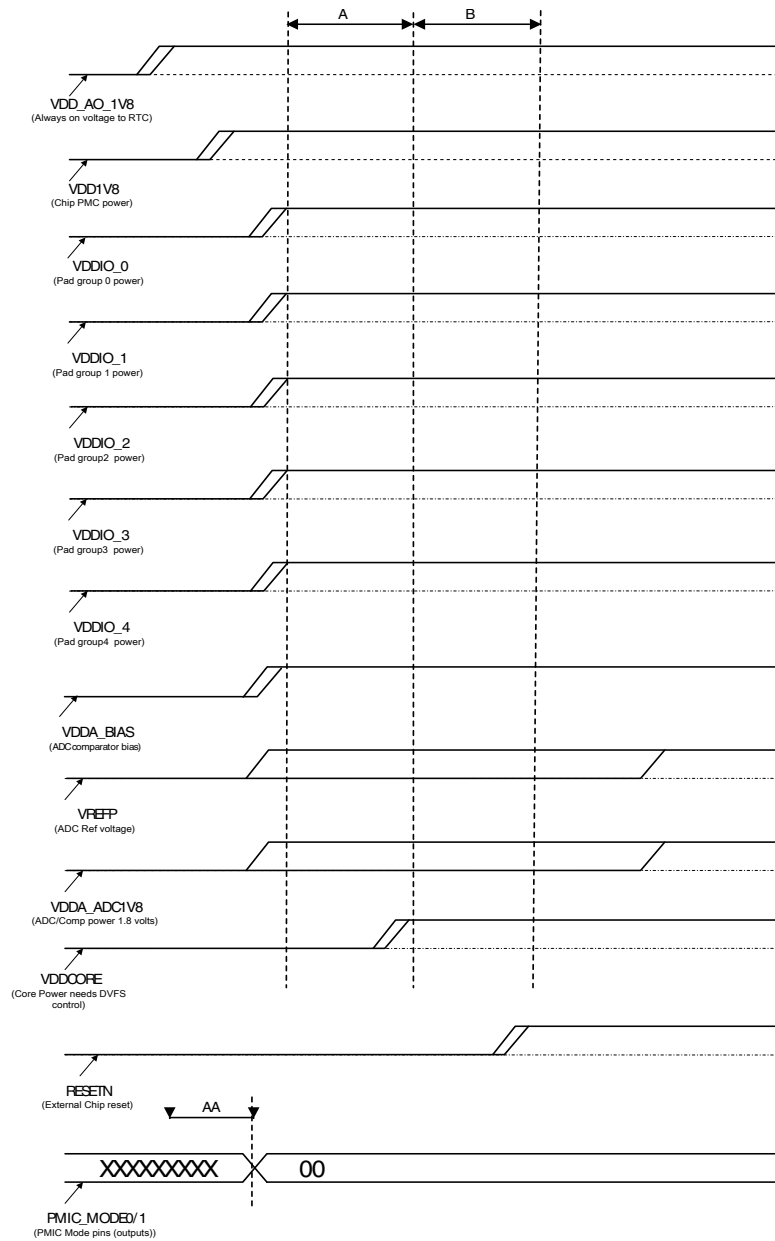 A
B
VDD_AO_1V8
(Always on voltage to RTC)
VDD1V8
(Chip PMC power)
VDDIO_0
(Pad group 0 power)
VDDIO_1
(Pad group 1 power)
VDDIO_2
(Pad group2 power)
VDDIO_3
(Pad group3 power)
VDDIO_4
(Pad group4 power)
VDDA_BIAS
(ADCcomparator bias)
VREFP
(ADC Ref voltage)
VDDA_ADC1V8
(ADC/Comp power 1.8 volts)
VDDCORE
(Core Power needs DVFS
control)
RESETN
(External Chip reset)
AA
XXXXXXXXX
00
PMIC_MODE0/1
(PMIC Mode pins (outputs))